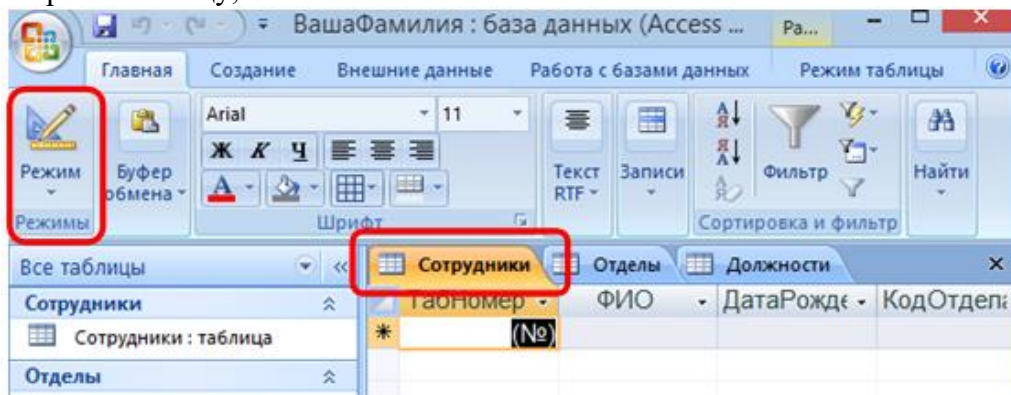 ВашаФамилия : база данных (Access ... Ра...
Главная Создание Внешние данные Работа с базами данных Режим таблицы
Режим
Режимы
Буфер
обмена
Arial 11
Ж К Ч
А
Шрифт
Текст
RTF
Записи
Фильтр
Сортировка и фильтр
Найти
Все таблицы
Сотрудники
Сотрудники : таблица
Отделы
Сотрудники Отделы Должности
ТабНомер ФИО ДатаРожде КодОтдела
(№)